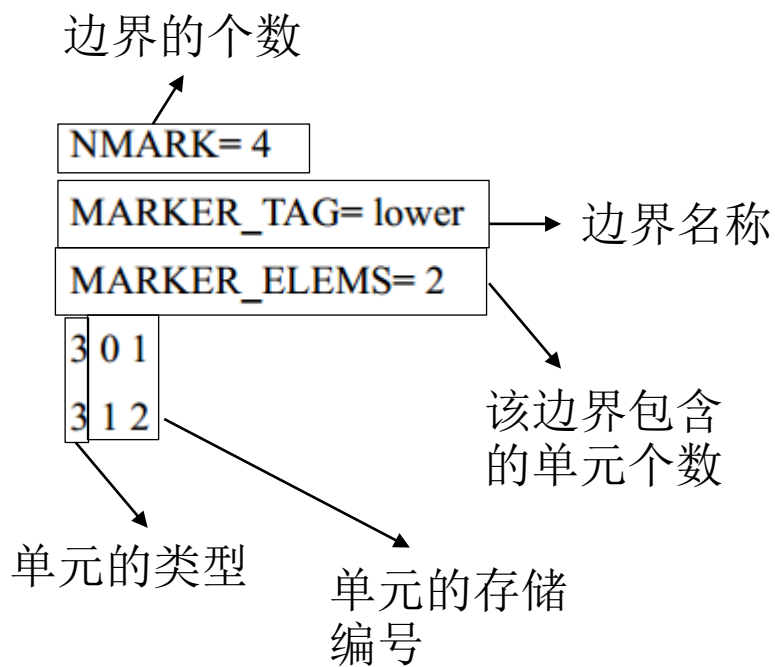 边界的个数
NMARK= 4
MARKER_TAG= lower
边界名称
MARKER_ELEMS= 2
3 0 1
3 1 2
该边界包含
的单元个数
单元的类型
单元的存储
编号